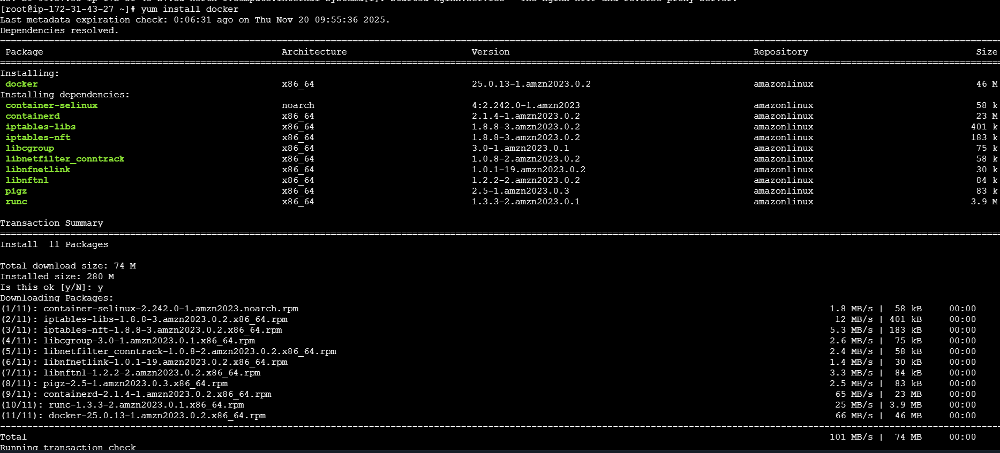 [root@ip-172-31-43-27 ~]# yum install docker
Last metadata expiration check: 0:06:31 ago on Thu Nov 20 09:55:36 2025.
Dependencies resolved.
Package Architecture Version Repository Size
Installing:
docker x86_64 25.0.13-1.amzn2023.0.2 amazonlinux 46 M
Installing dependencies:
container-selinux noarch 4:2.242.0-1.amzn2023 amazonlinux 58 k
containerd x86_64 2.1.4-1.amzn2023.0.2 amazonlinux 23 M
iptables-libs x86_64 1.8.8-3.amzn2023.0.2 amazonlinux 401 k
iptables-nft x86_64 1.8.8-3.amzn2023.0.2 amazonlinux 183 k
libcgroup x86_64 3.0-1.amzn2023.0.1 amazonlinux 75 k
libnetfilter_conntrack x86_64 1.0.8-2.amzn2023.0.2 amazonlinux 58 k
libnfnetlink x86_64 1.0.1-19.amzn2023.0.2 amazonlinux 30 k
libnftnl x86_64 1.2.2-2.amzn2023.0.2 amazonlinux 84 k
pigz x86_64 2.5-1.amzn2023.0.3 amazonlinux 83 k
runc x86_64 1.3.3-2.amzn2023.0.1 amazonlinux 3.9 M
Transaction Summary
Install 11 Packages
Total download size: 74 M
Installed size: 280 M
Is this ok [y/N]: y
Downloading Packages:
(1/11): container-selinux-2.242.0-1.amzn2023.noarch.rpm 1.8 MB/s | 58 kB 00:00
(2/11): iptables-libs-1.8.8-3.amzn2023.0.2.x86_64.rpm 12 MB/s | 401 kB 00:00
(3/11): iptables-nft-1.8.8-3.amzn2023.0.2.x86_64.rpm 5.3 MB/s | 183 kB 00:00
(4/11): libcgroup-3.0-1.amzn2023.0.1.x86_64.rpm 2.6 MB/s | 75 kB 00:00
(5/11): libnetfilter_conntrack-1.0.8-2.amzn2023.0.2.x86_64.rpm 2.4 MB/s | 58 kB 00:00
(6/11): libnfnetlink-1.0.1-19.amzn2023.0.2.x86_64.rpm 1.4 MB/s | 30 kB 00:00
(7/11): libnftnl-1.2.2-2.amzn2023.0.2.x86_64.rpm 3.3 MB/s | 84 kB 00:00
(8/11): pigz-2.5-1.amzn2023.0.3.x86_64.rpm 2.5 MB/s | 83 kB 00:00
(9/11): containerd-2.1.4-1.amzn2023.0.2.x86_64.rpm 65 MB/s | 23 MB 00:00
(10/11): runc-1.3.3-2.amzn2023.0.1.x86_64.rpm 25 MB/s | 3.9 MB 00:00
(11/11): docker-25.0.13-1.amzn2023.0.2.x86_64.rpm 66 MB/s | 46 MB 00:00
Total 101 MB/s | 74 MB 00:00
Running transaction check